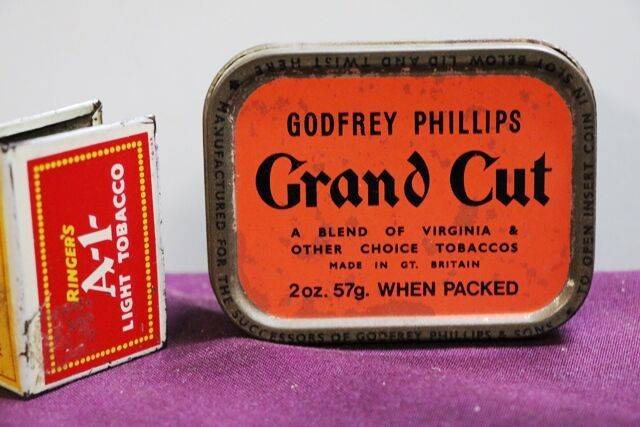 RINGER'S
A-1-
LIGHT TOBACCO
GODFREY PHILLIPS
Grand Cut
A BLEND OF VIRGINIA &
OTHER CHOICE TOBACCOS
MADE IN GT. BRITAIN
2oz. 57g. WHEN PACKED
MANUFACTURED FOR THE SUCCESSORS OF GODFREY PHILLIPS & SONS
TO OPEN INSERT COIN IN SLOT BELOW LID AND TWIST HERE